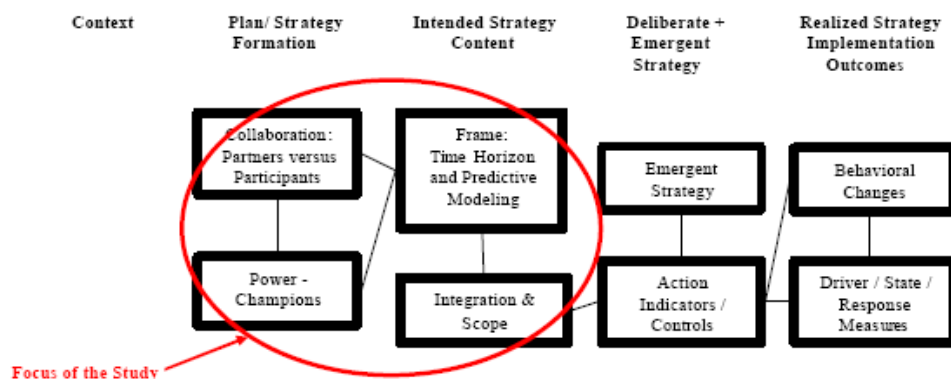 Context
Plan/ Strategy
Formation
Intended Strategy
Content
Deliberate +
Emergent
Strategy
Realized Strategy
Implementation
Outcomes
Collaboration:
Partners versus
Participants
Frame:
Time Horizon
and Predictive
Modeling
Emergent
Strategy
Behavioral
Changes
Power -
Champions
Integration &
Scope
Action
Indicators /
Controls
Driver / State /
Response
Measures
Focus of the Study